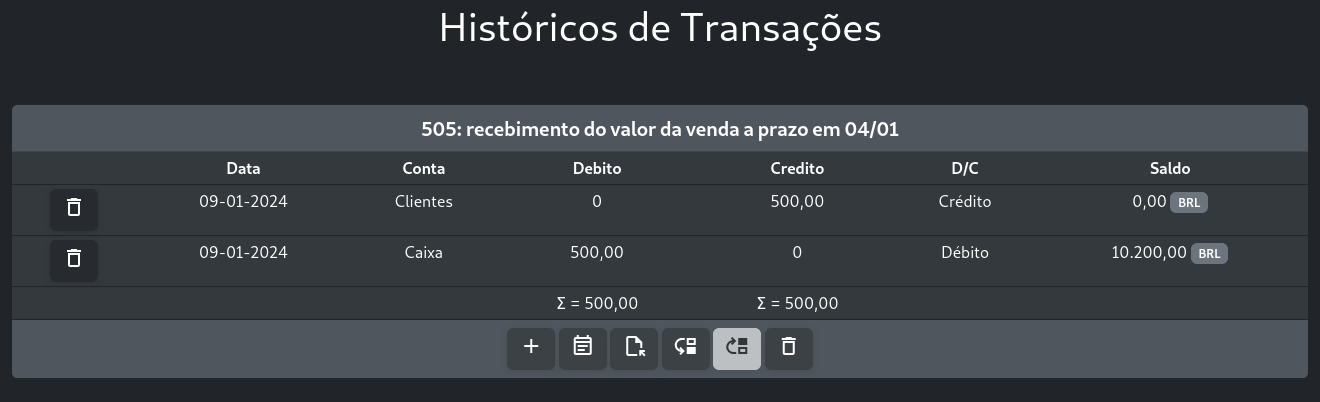 Históricos de Transações
505: recebimento do valor da venda a prazo em 04/01
Data Conta Debito Credito D/C Saldo
09-01-2024 Clientes 0 500,00 Crédito 0,00 BRL
09-01-2024 Caixa 500,00 0 Débito 10.200,00 BRL
Σ = 500,00 Σ = 500,00